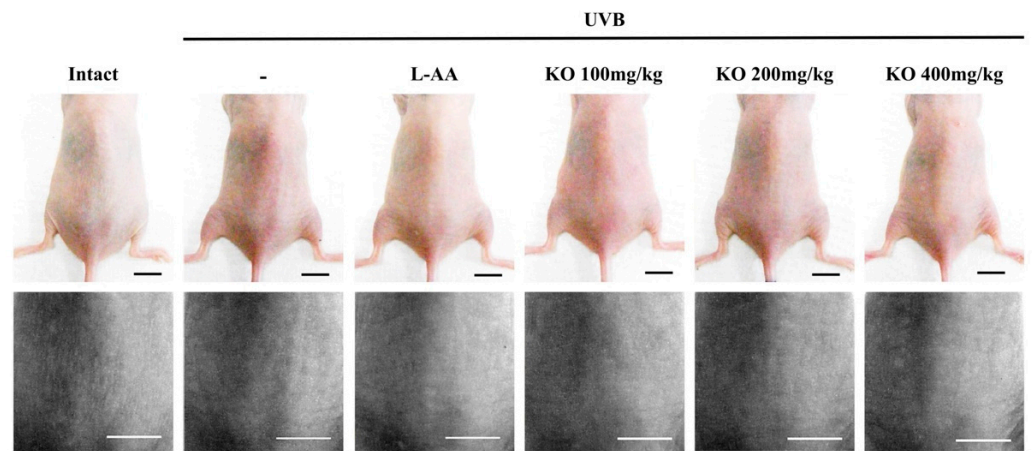 UVB
Intact
-
L-AA
KO 100mg/kg
KO 200mg/kg
KO 400mg/kg